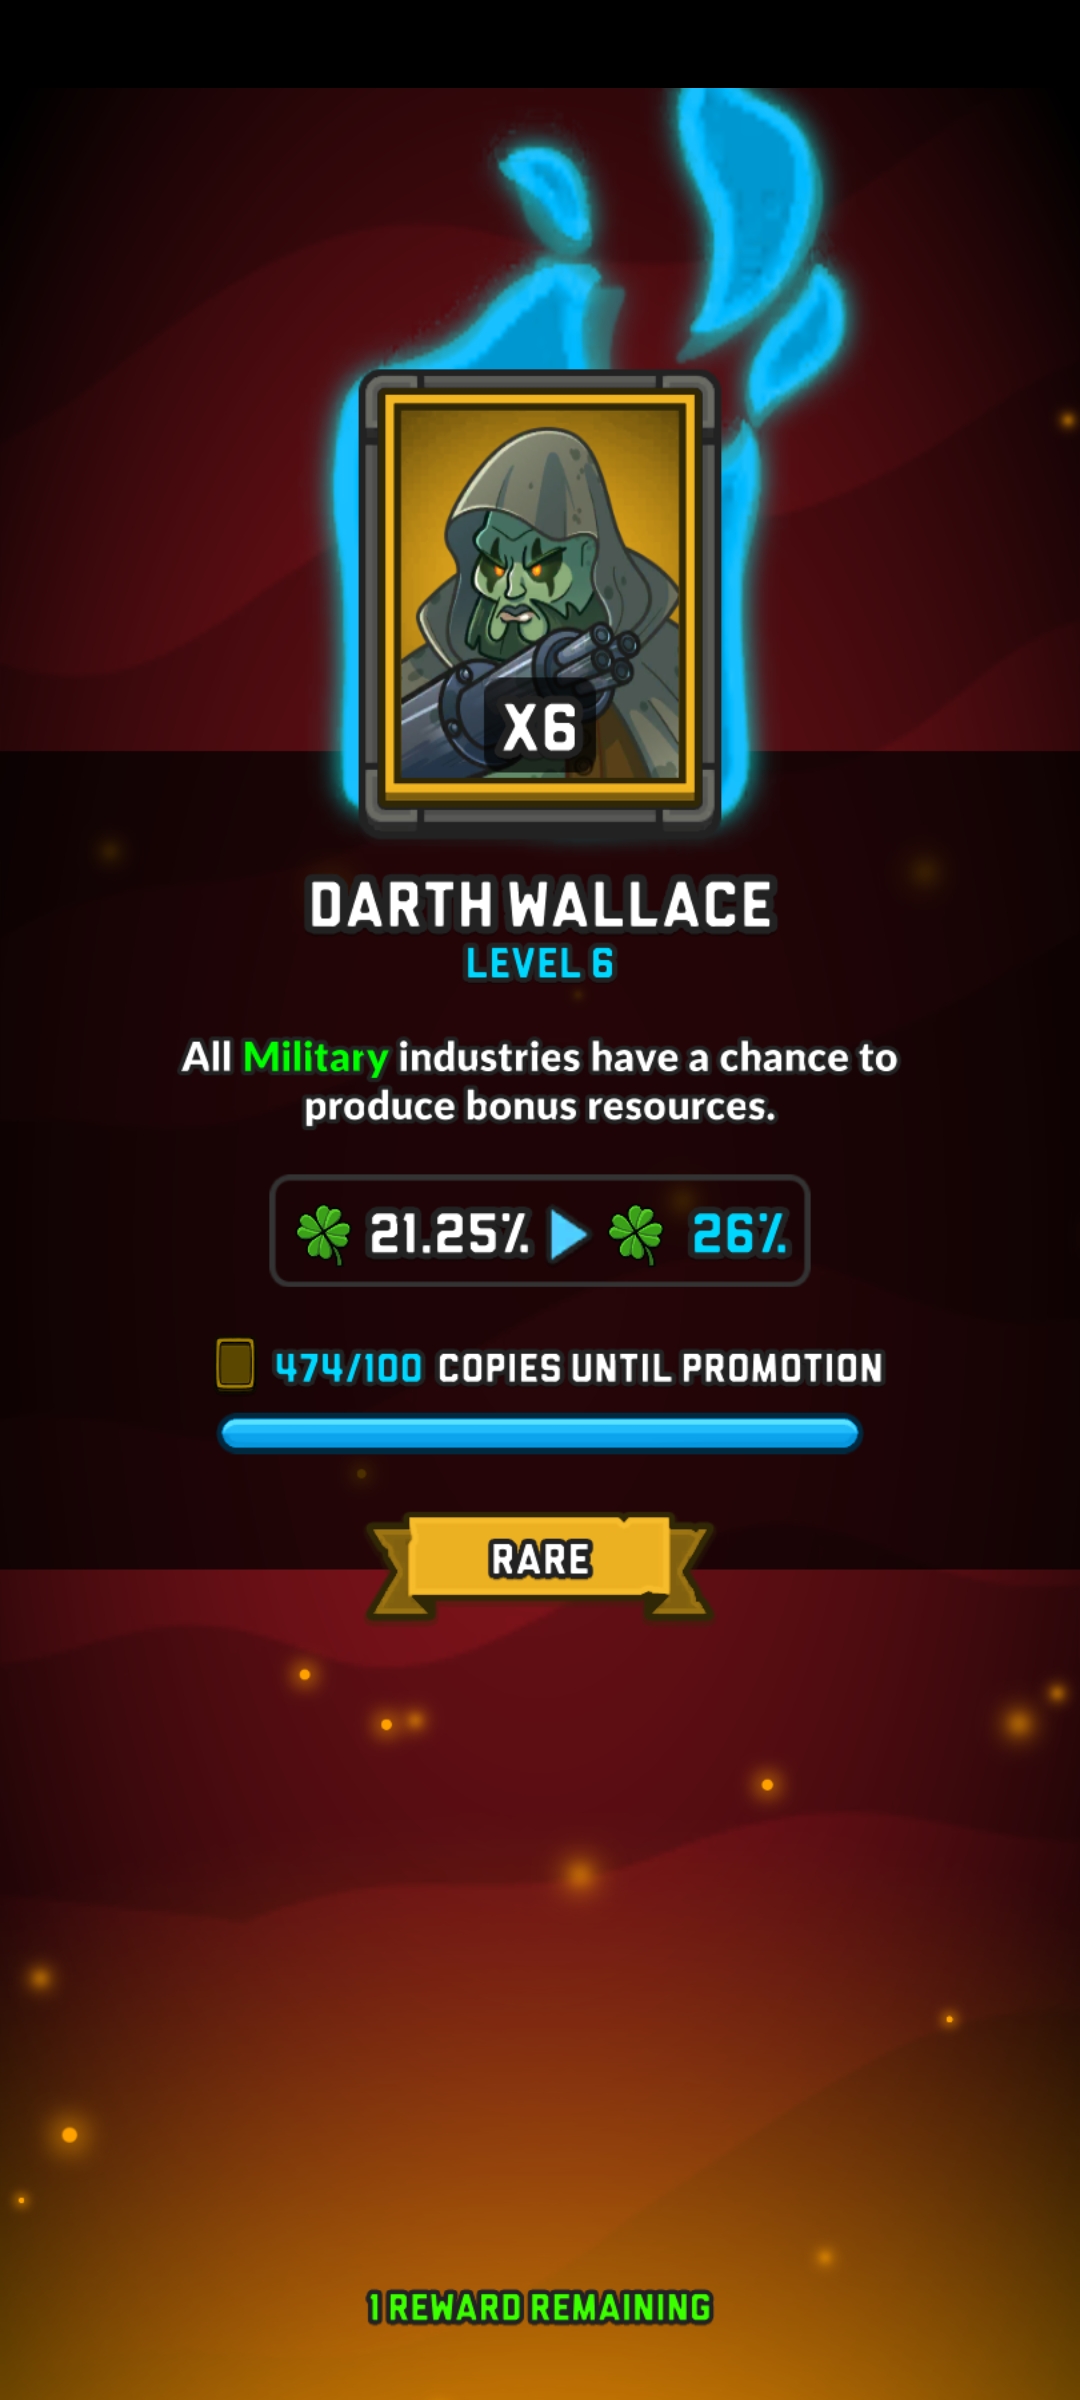 X6
DARTH WALLACE
LEVEL 6
All Military industries have a chance to
produce bonus resources.
21.25% 26%
474/100 COPIES UNTIL PROMOTION
RARE
1 REWARD REMAINING